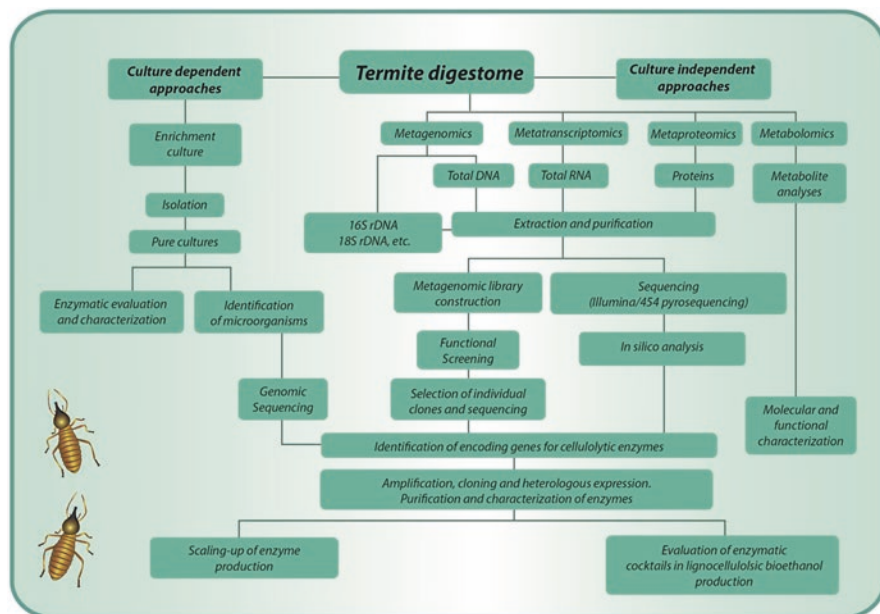 Termite digestome
Culture dependent
approaches
Culture independent
approaches
Enrichment
culture
Isolation
Pure cultures
Enzymatic evaluation
and characterization
Identification
of microorganisms
Genomic
Sequencing
Metagenomics
Metatranscriptomics
Metaproteomics
Metabolomics
Total DNA
Total RNA
Proteins
Metabolite
analyses
16S rDNA
18S rDNA, etc.
Extraction and purification
Metagenomic library
construction
Sequencing
(Illumina/454 pyrosequencing)
Functional
Screening
In silico analysis
Selection of individual
clones and sequencing
Molecular and
functional
characterization
Identification of encoding genes for cellulolytic enzymes
Amplification, cloning and heterologous expression.
Purification and characterization of enzymes
Scaling-up of enzyme
production
Evaluation of enzymatic
cocktails in lignocellulolsic bioethanol
production